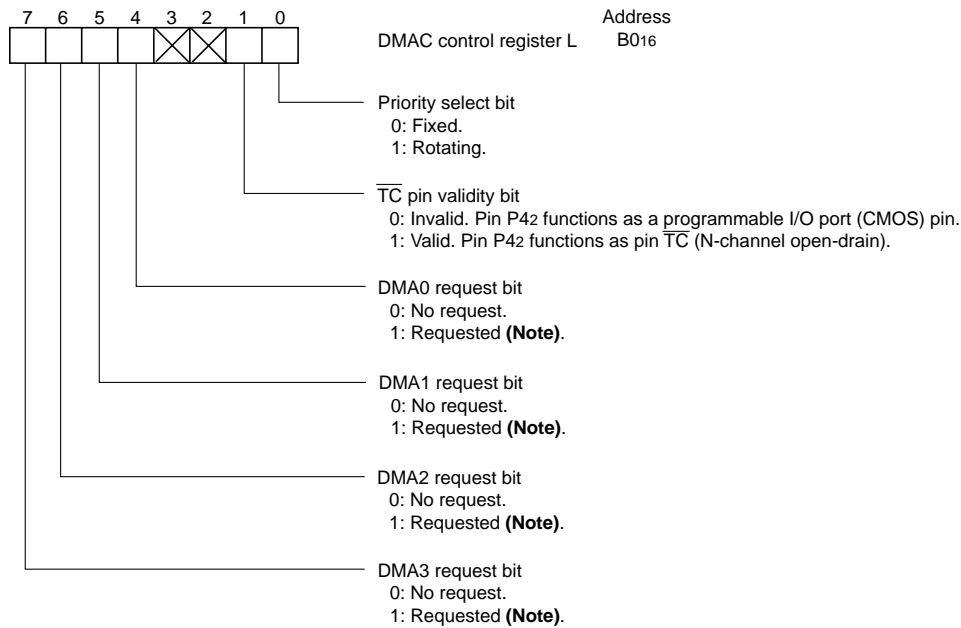 7 6 5 4 3 2 1 0
Address
DMAC control register L B016
Priority select bit
0: Fixed.
1: Rotating.
TC pin validity bit
0: Invalid. Pin P42 functions as a programmable I/O port (CMOS) pin.
1: Valid. Pin P42 functions as pin TC (N-channel open-drain).
DMA0 request bit
0: No request.
1: Requested (Note).
DMA1 request bit
0: No request.
1: Requested (Note).
DMA2 request bit
0: No request.
1: Requested (Note).
DMA3 request bit
0: No request.
1: Requested (Note).